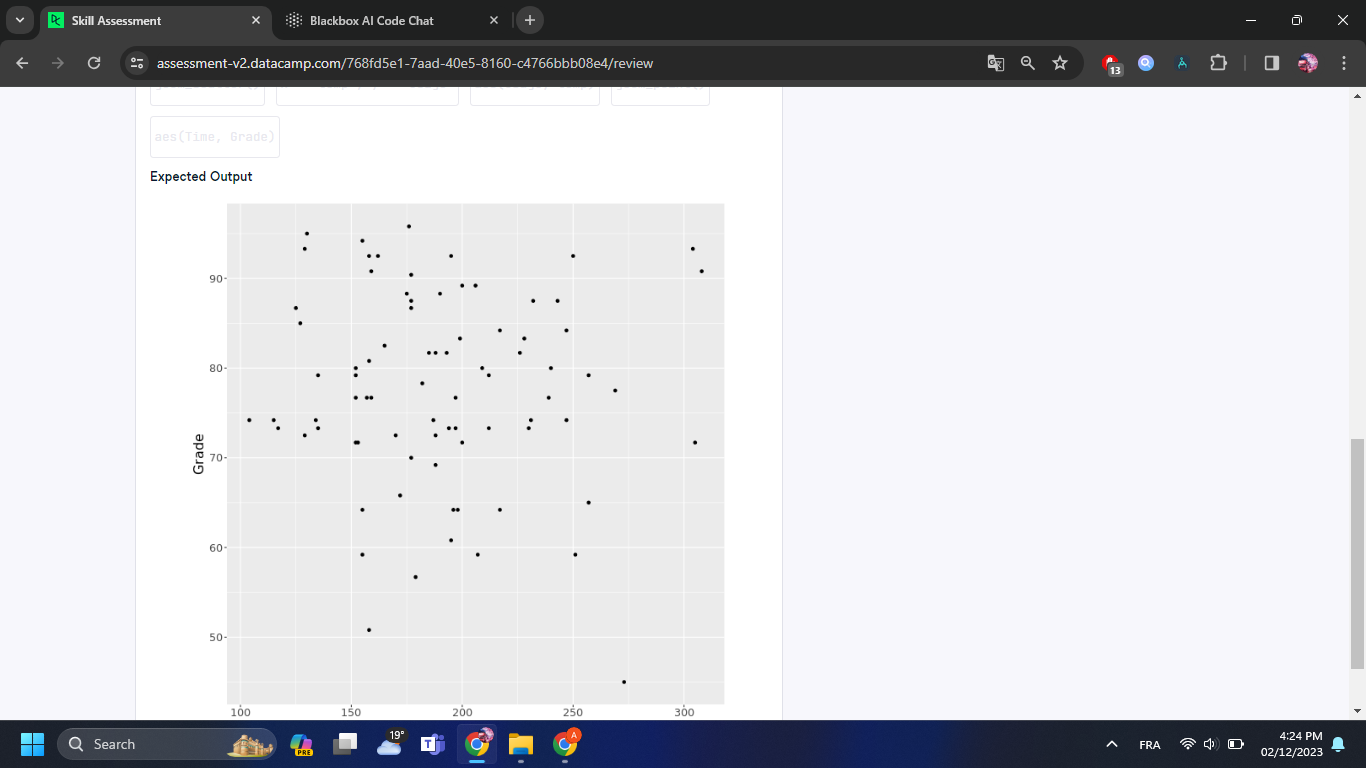 Skill Assessment
Blackbox AI Code Chat
assessment-v2.datacamp.com/768fd5e1-7aad-40e5-8160-c4766bbb08e4/review
13
aes(Time, Grade)
Expected Output
90
80
70
60
50
Grade
100 150 200 250 300
Search
PRE
19°
A
FRA
4:24 PM
02/12/2023